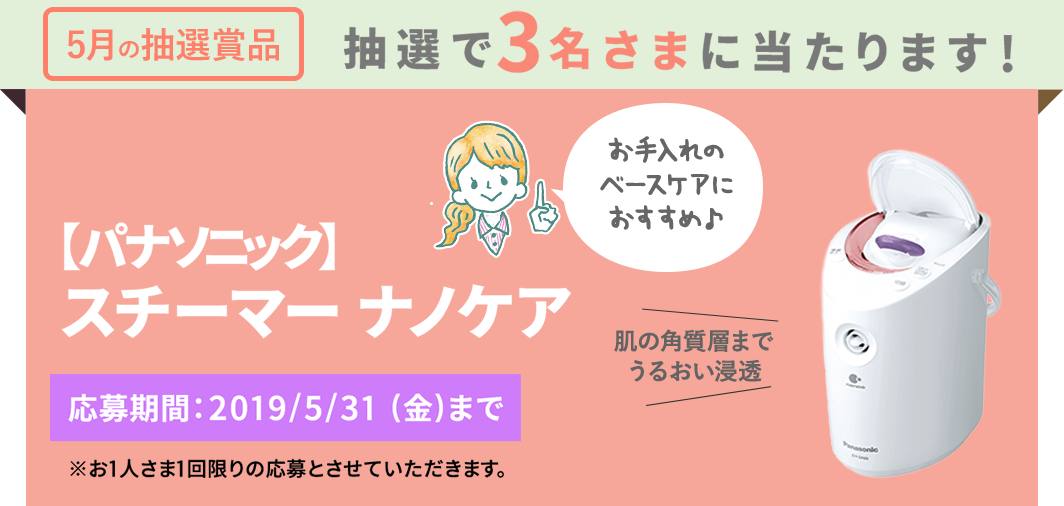 5月の抽選賞品
抽選で3名さまに当たります!
お手入れの
ベースケアに
おすすめ♪
【パナソニック】
スチーマー ナノケア
肌の角質層まで
うるおい浸透
応募期間：2019/5/31 (金)まで
※お1人さま1回限りの応募とさせていただきます。
Panasonic